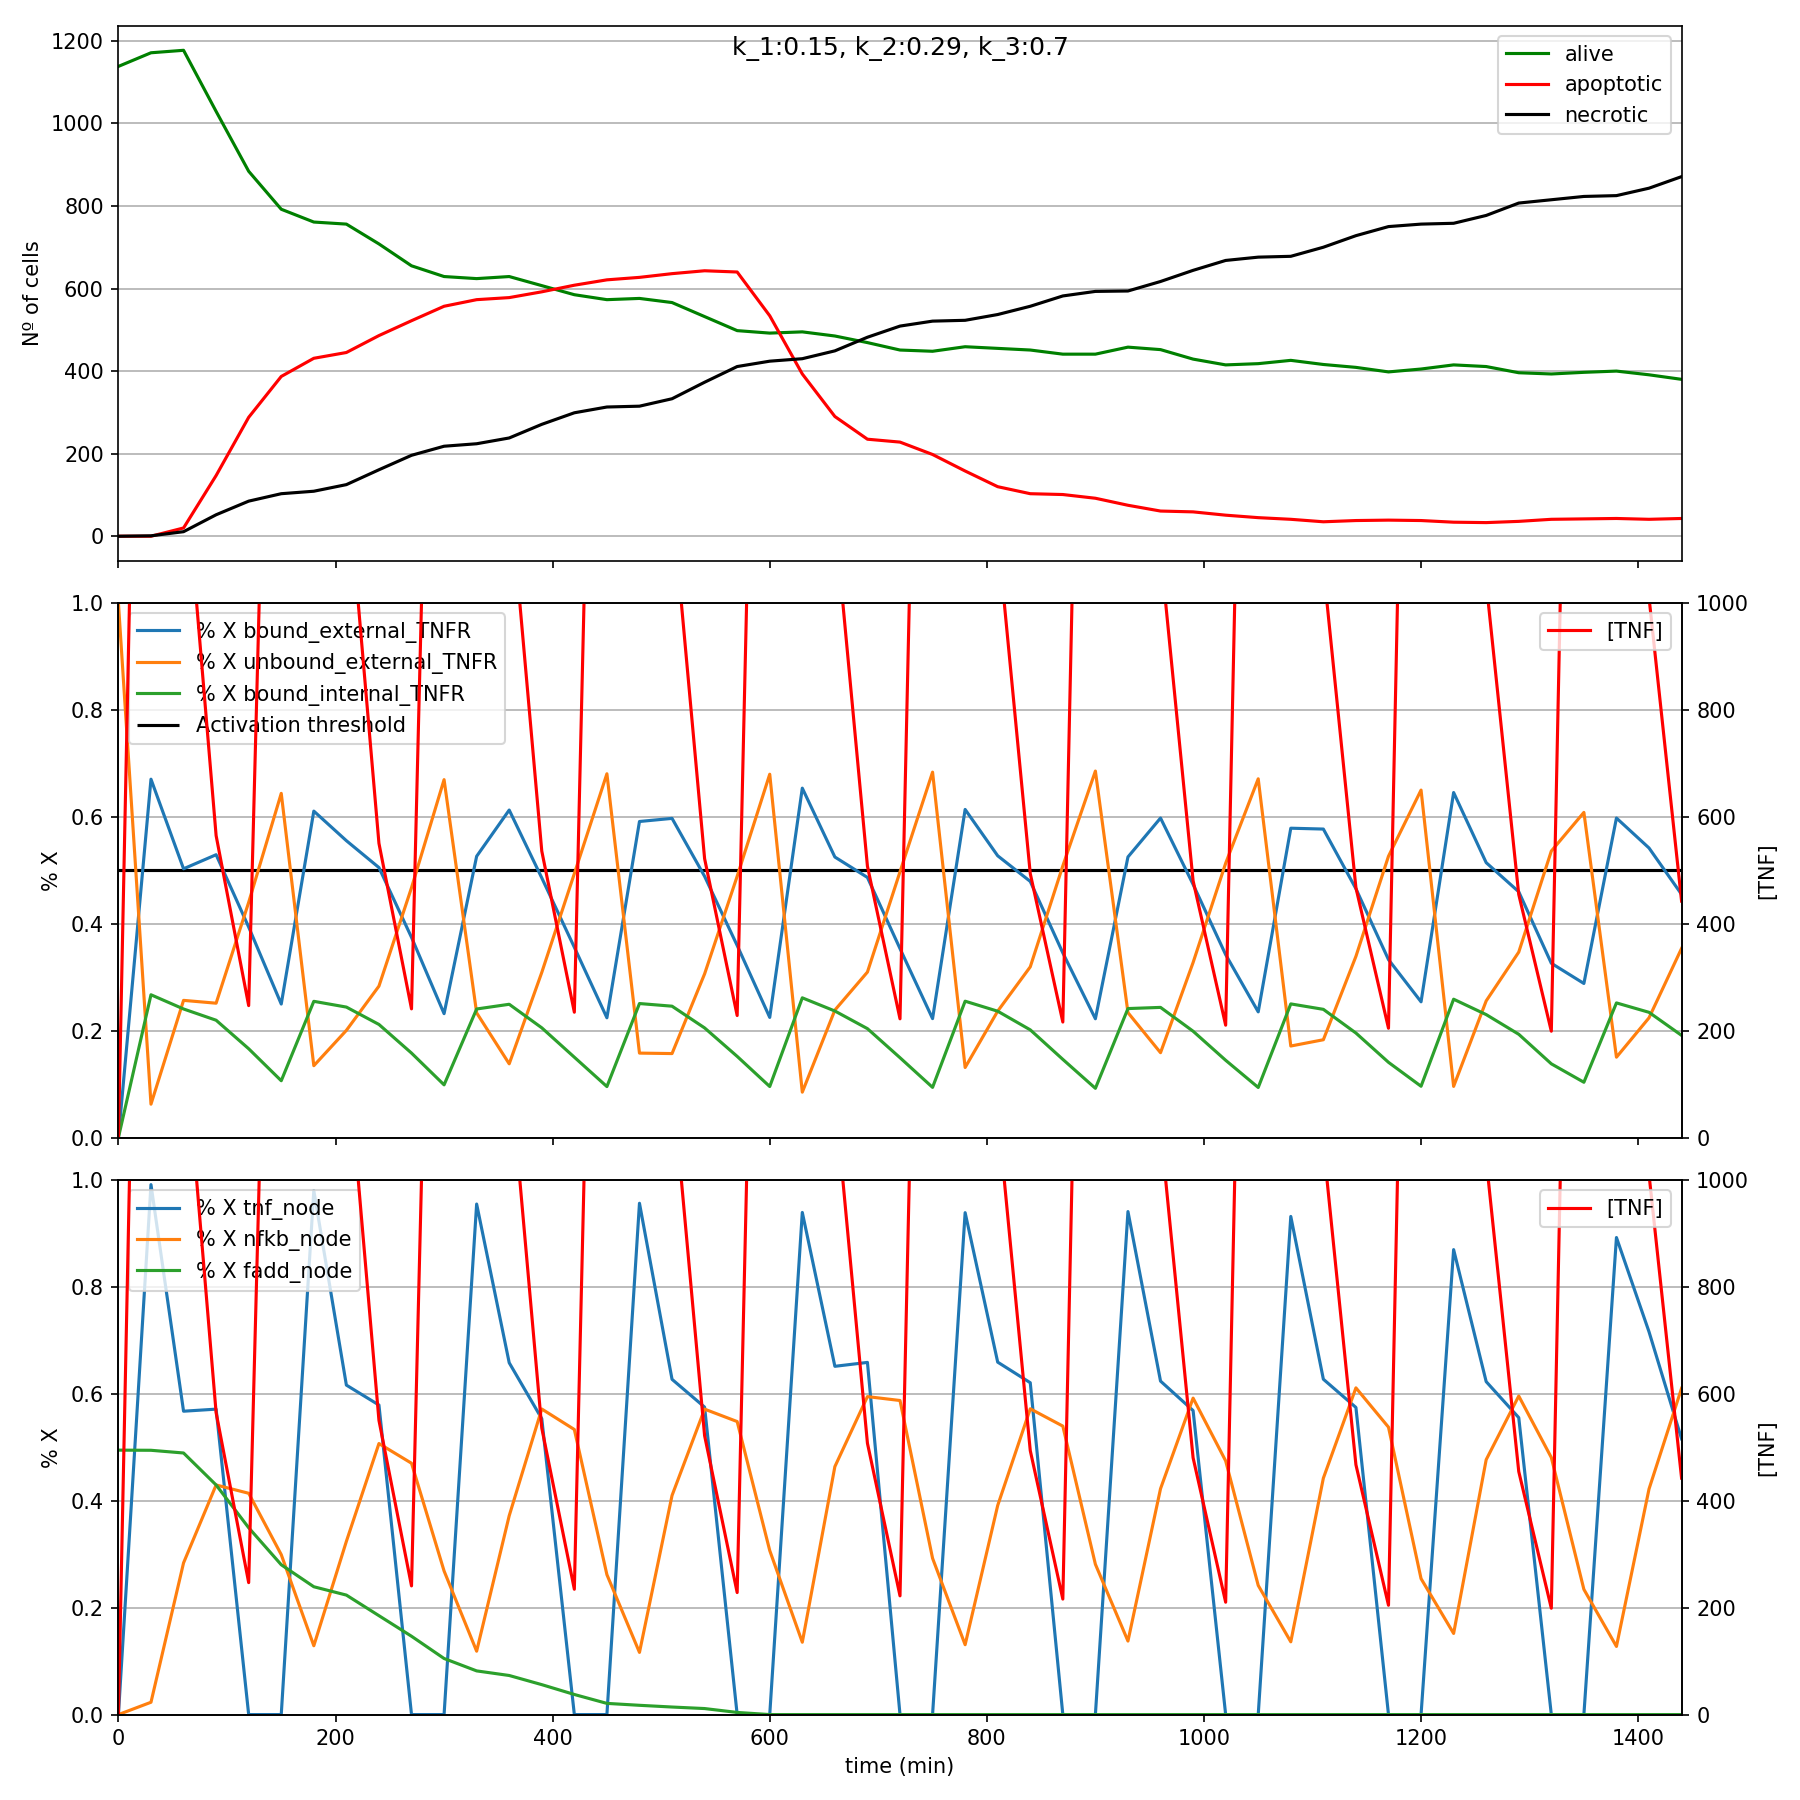 k_1:0.15, k_2:0.29, k_3:0.7
1200
1000
800
600
400
200
0
Nº of cells
alive
apoptotic
necrotic
1.0
0.8
0.6
0.4
0.2
0.0
% X
% X bound_external_TNFR
% X unbound_external_TNFR
% X bound_internal_TNFR
Activation threshold
[TNF]
1000
800
600
400
200
0
[TNF]
1.0
0.8
0.6
0.4
0.2
0.0
% X
% X tnf_node
% X nfkb_node
% X fadd_node
[TNF]
1000
800
600
400
200
0
[TNF]
0 200 400 600 800 1000 1200 1400
time (min)